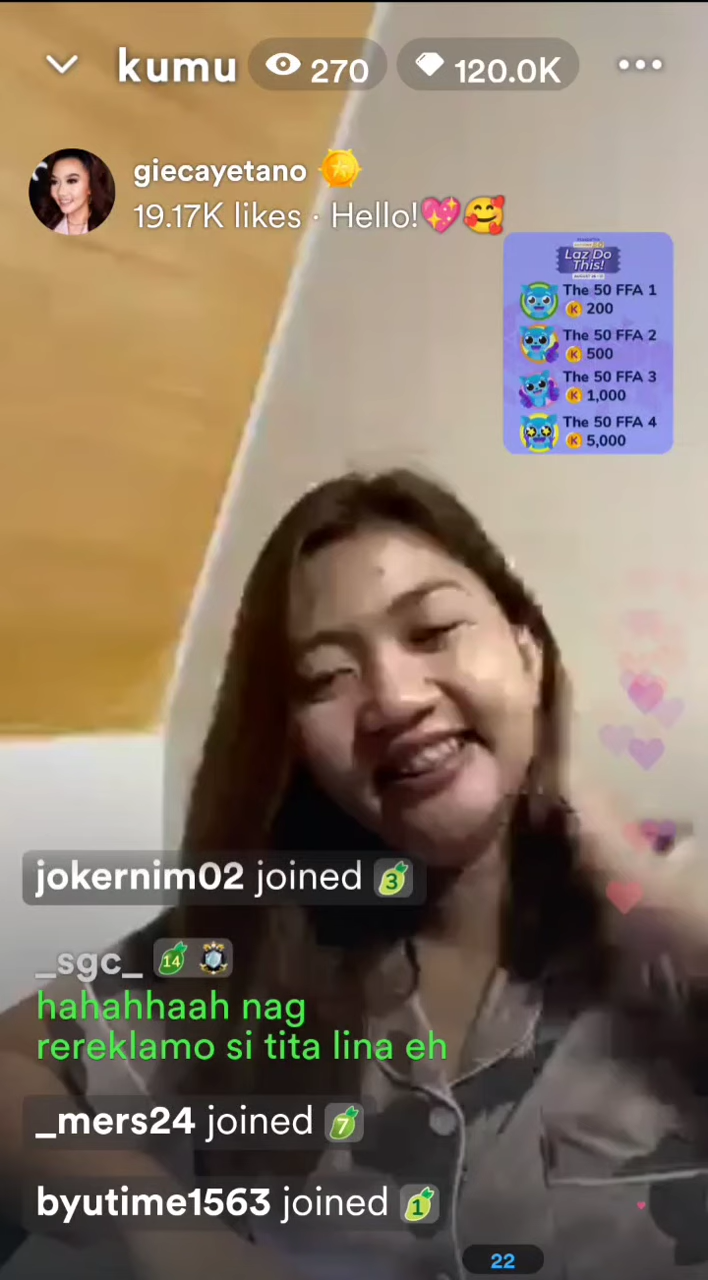 kumu 270 120.0K
giecayetano
19.17K likes · Hello!💖🥰
Laz Do
This!
The 50 FFA 1
K 200
The 50 FFA 2
K 500
The 50 FFA 3
K 1,000
The 50 FFA 4
K 5,000
jokernim02 joined 3
_sgc_ 14
hahahhaah nag
rereklamo si tita lina eh
_mers24 joined 7
byutime1563 joined 1
22